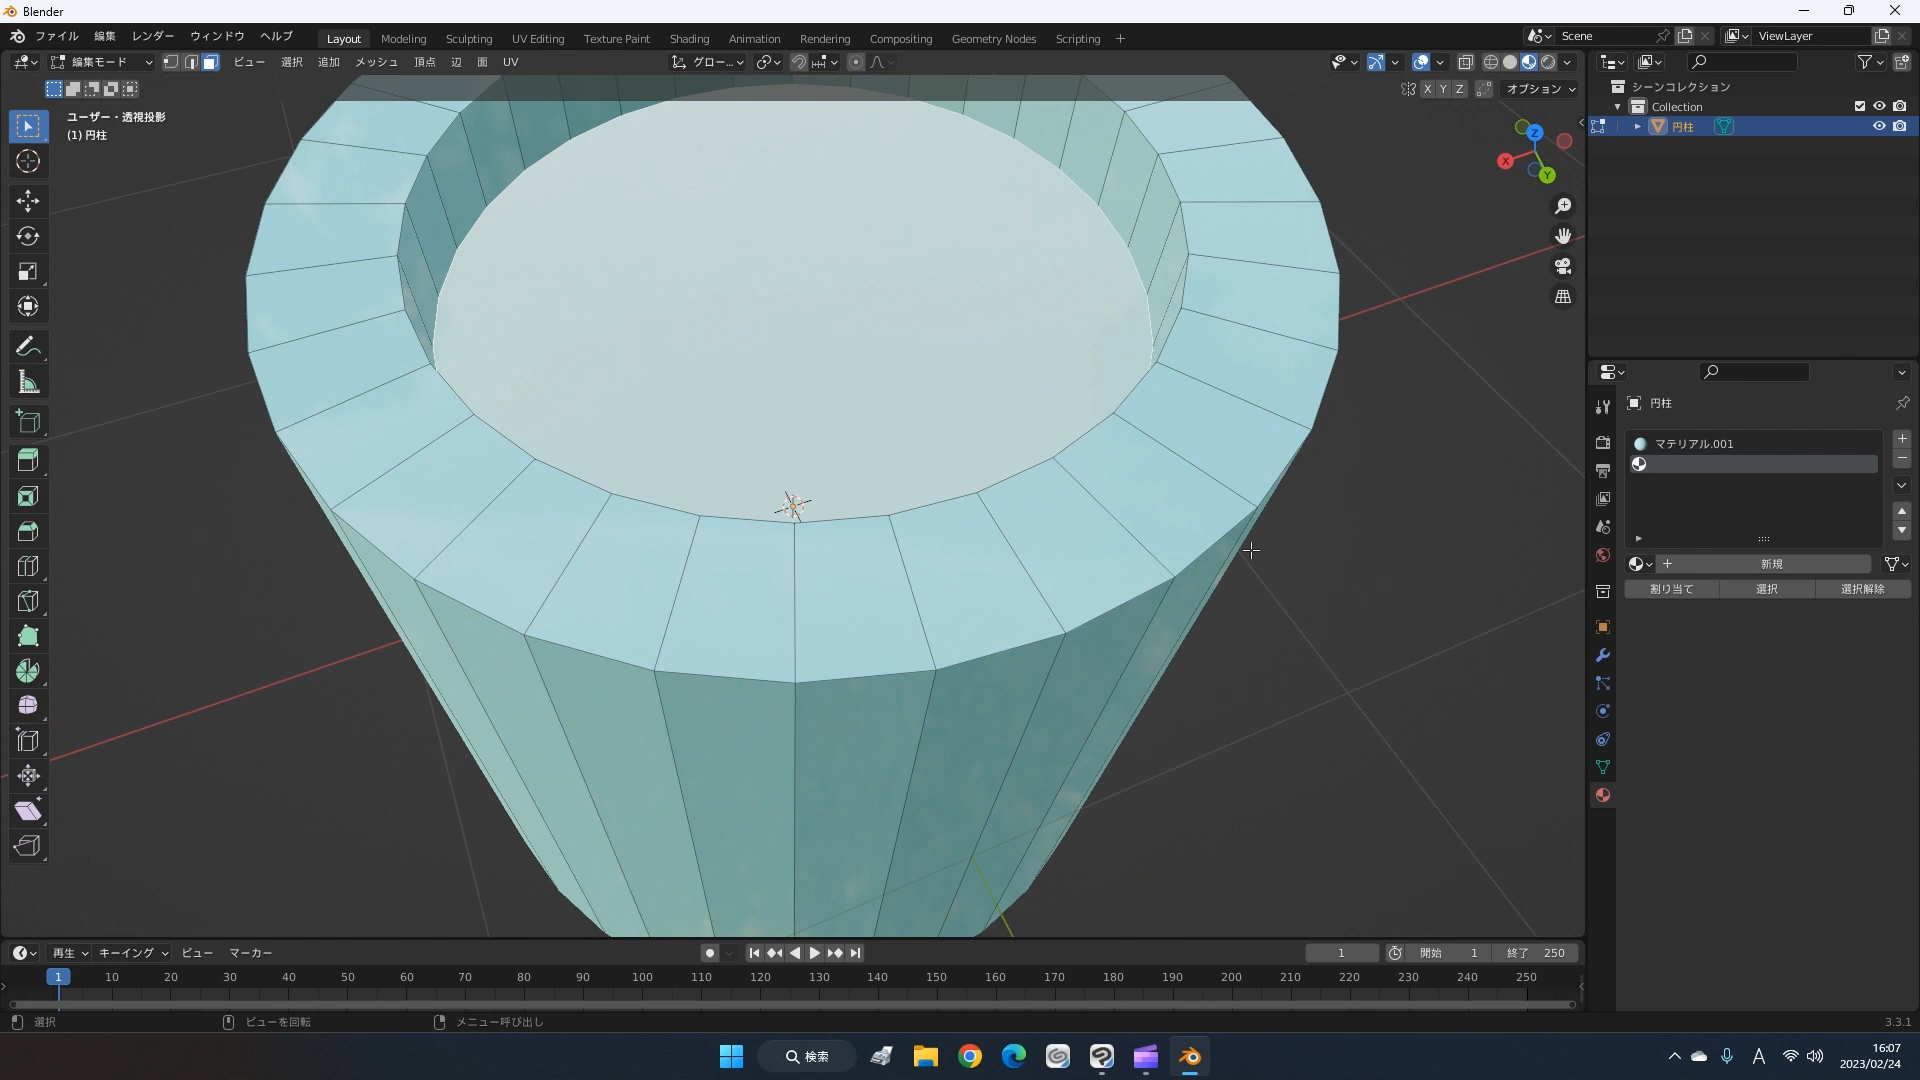 Blender
ファイル 編集 レンダー ウィンドウ ヘルプ Layout Modeling Sculpting UV Editing Texture Paint Shading Animation Rendering Compositing Geometry Nodes Scripting + Scene ViewLayer
編集モード ビュー 選択 追加 メッシュ 頂点 辺 面 UV グロー...
X Y Z オプション
ユーザー・透視投影
(1) 円柱
Z
X
Y
シーンコレクション
Collection
円柱
円柱
マテリアル.001
新規
割り当て 選択 選択解除
再生 キーイング ビュー マーカー 1 開始 1 終了 250
1 10 20 30 40 50 60 70 80 90 100 110 120 130 140 150 160 170 180 190 200 210 220 230 240 250
選択 ビューを回転 メニュー呼び出し 3.3.1
検索 A 16:07
2023/02/24